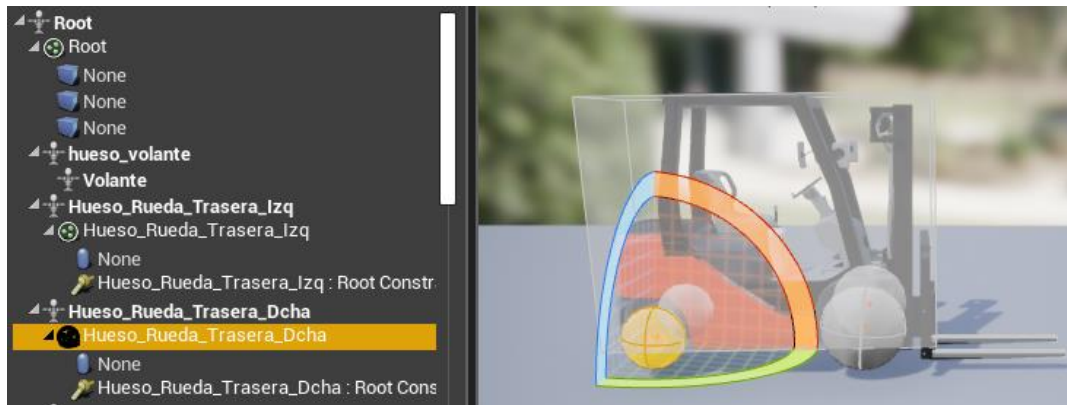 Root
Root
None
None
None
hueso_volante
Volante
Hueso_Rueda_Trasera_Izq
Hueso_Rueda_Trasera_Izq
None
Hueso_Rueda_Trasera_Izq : Root Constr
Hueso_Rueda_Trasera_Dcha
Hueso_Rueda_Trasera_Dcha
None
Hueso_Rueda_Trasera_Dcha : Root Cons